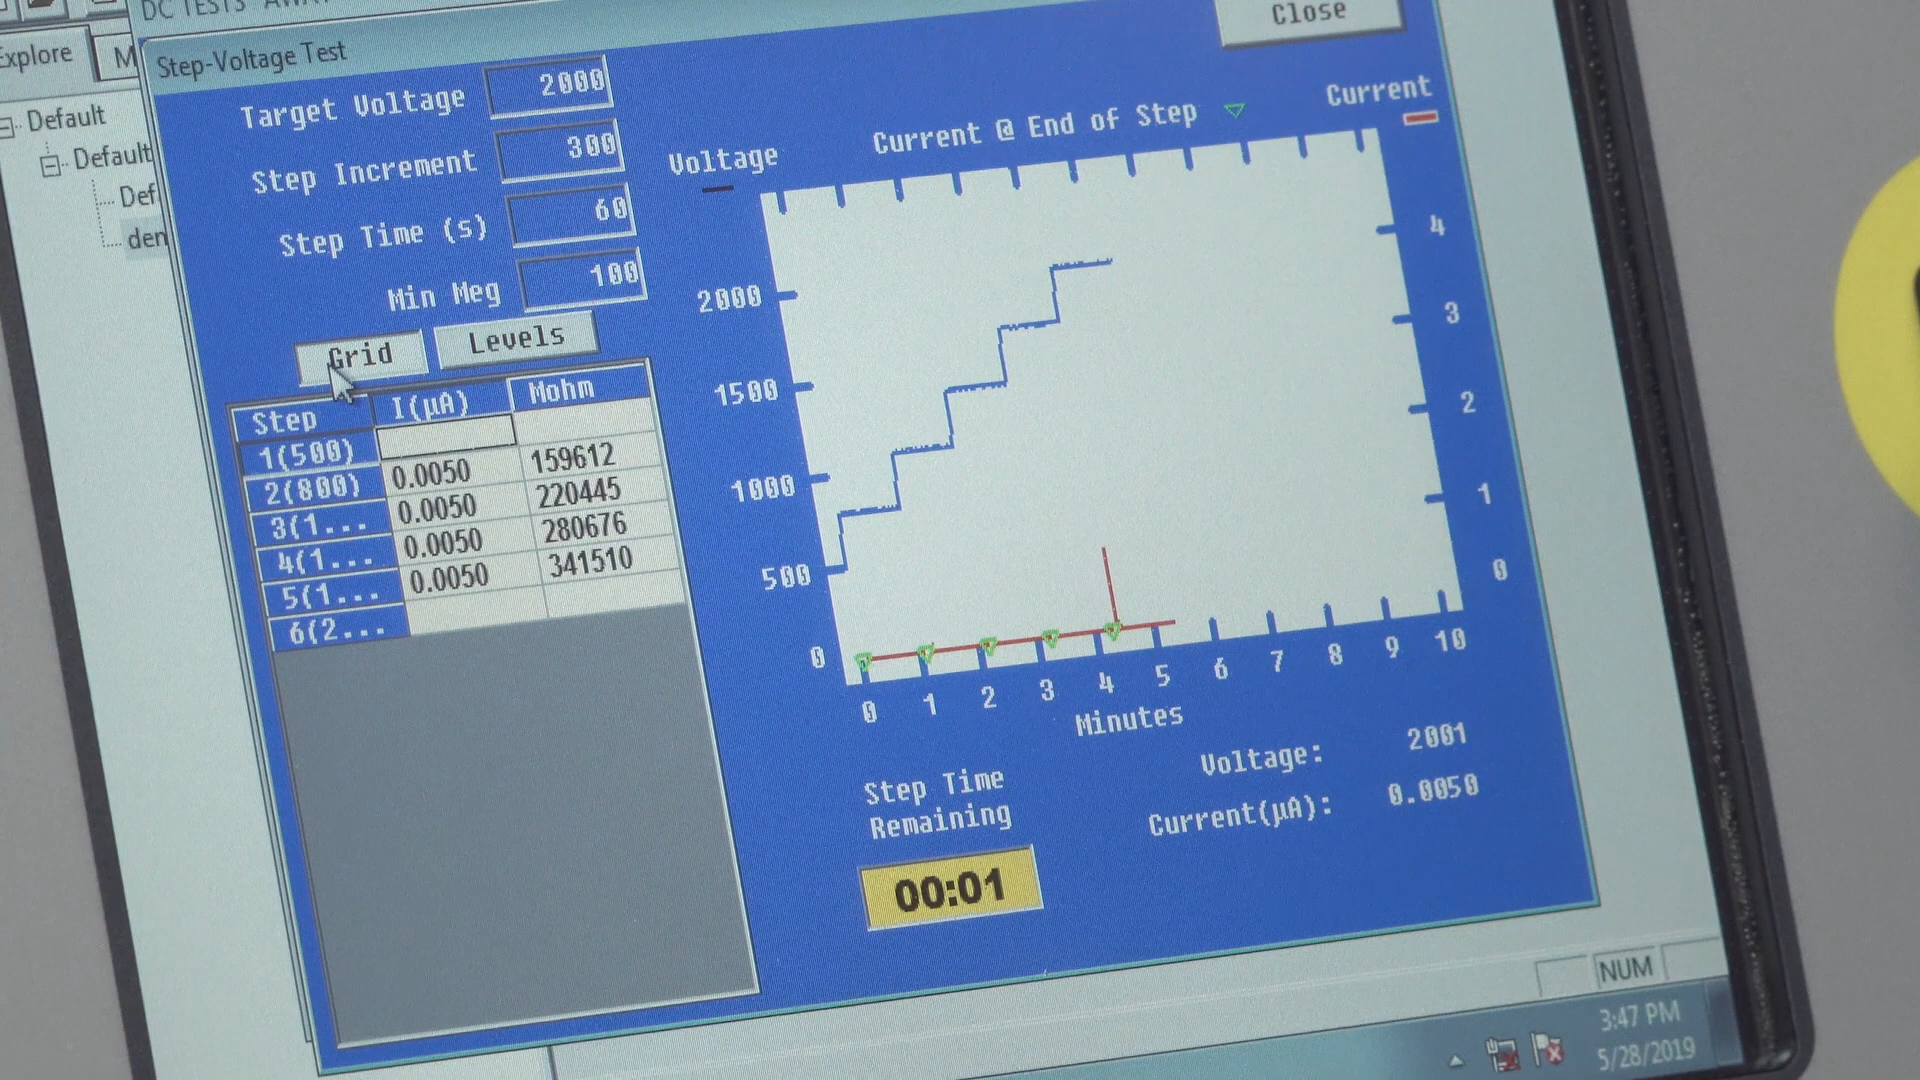 DC TESTS
Explore
M
Step-Voltage Test
Close
Default
Default
Def
den
Target Voltage 2000
Step Increment 300
Step Time (s) 60
Min Meg 100
Grid Levels
Step I(µA) Mohm
1(500)
2(800) 0.0050 159612
3(1... 0.0050 220445
4(1... 0.0050 280676
5(1... 0.0050 341510
6(2...
Voltage
Current @ End of Step
Current
2000
1500
1000
500
0
4
3
2
1
0
0 1 2 3 4 5 6 7 8 9 10
Minutes
Step Time
Remaining
00:01
Voltage: 2001
Current(µA): 0.0050
NUM
3:47 PM
5/28/2019